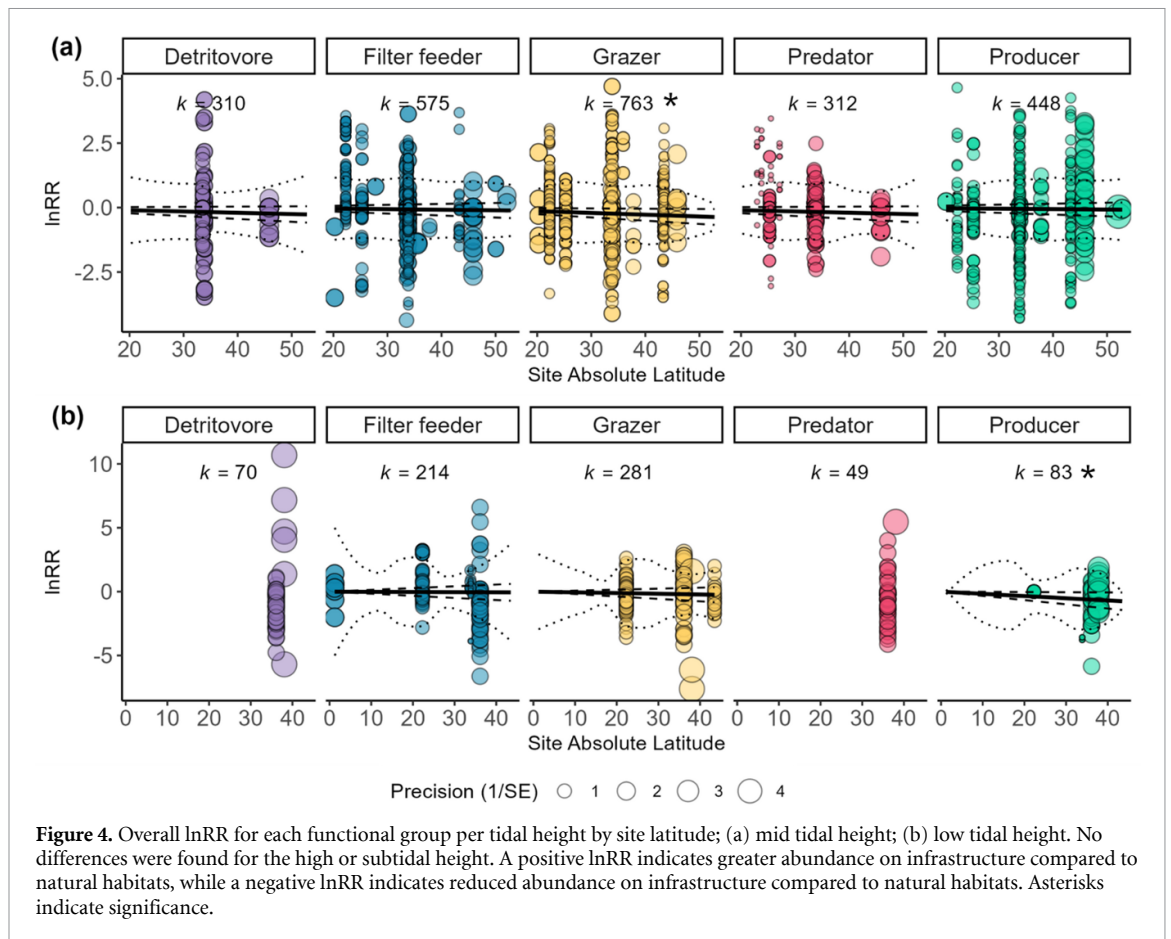 (a)
Detritovore Filter feeder Grazer Predator Producer
k = 310 k = 575 k = 763 * k = 312 k = 448
5.0
2.5
0.0
-2.5
lnRR
20 30 40 50 20 30 40 50 20 30 40 50 20 30 40 50 20 30 40 50
Site Absolute Latitude
(b)
Detritovore Filter feeder Grazer Predator Producer
k = 70 k = 214 k = 281 k = 49 k = 83 *
10
5
0
-5
lnRR
0 10 20 30 40 0 10 20 30 40 0 10 20 30 40 0 10 20 30 40 0 10 20 30 40
Site Absolute Latitude
Precision (1/SE) 1 2 3 4
Figure 4. Overall lnRR for each functional group per tidal height by site latitude; (a) mid tidal height; (b) low tidal height. No
differences were found for the high or subtidal height. A positive lnRR indicates greater abundance on infrastructure compared to
natural habitats, while a negative lnRR indicates reduced abundance on infrastructure compared to natural habitats. Asterisks
indicate significance.